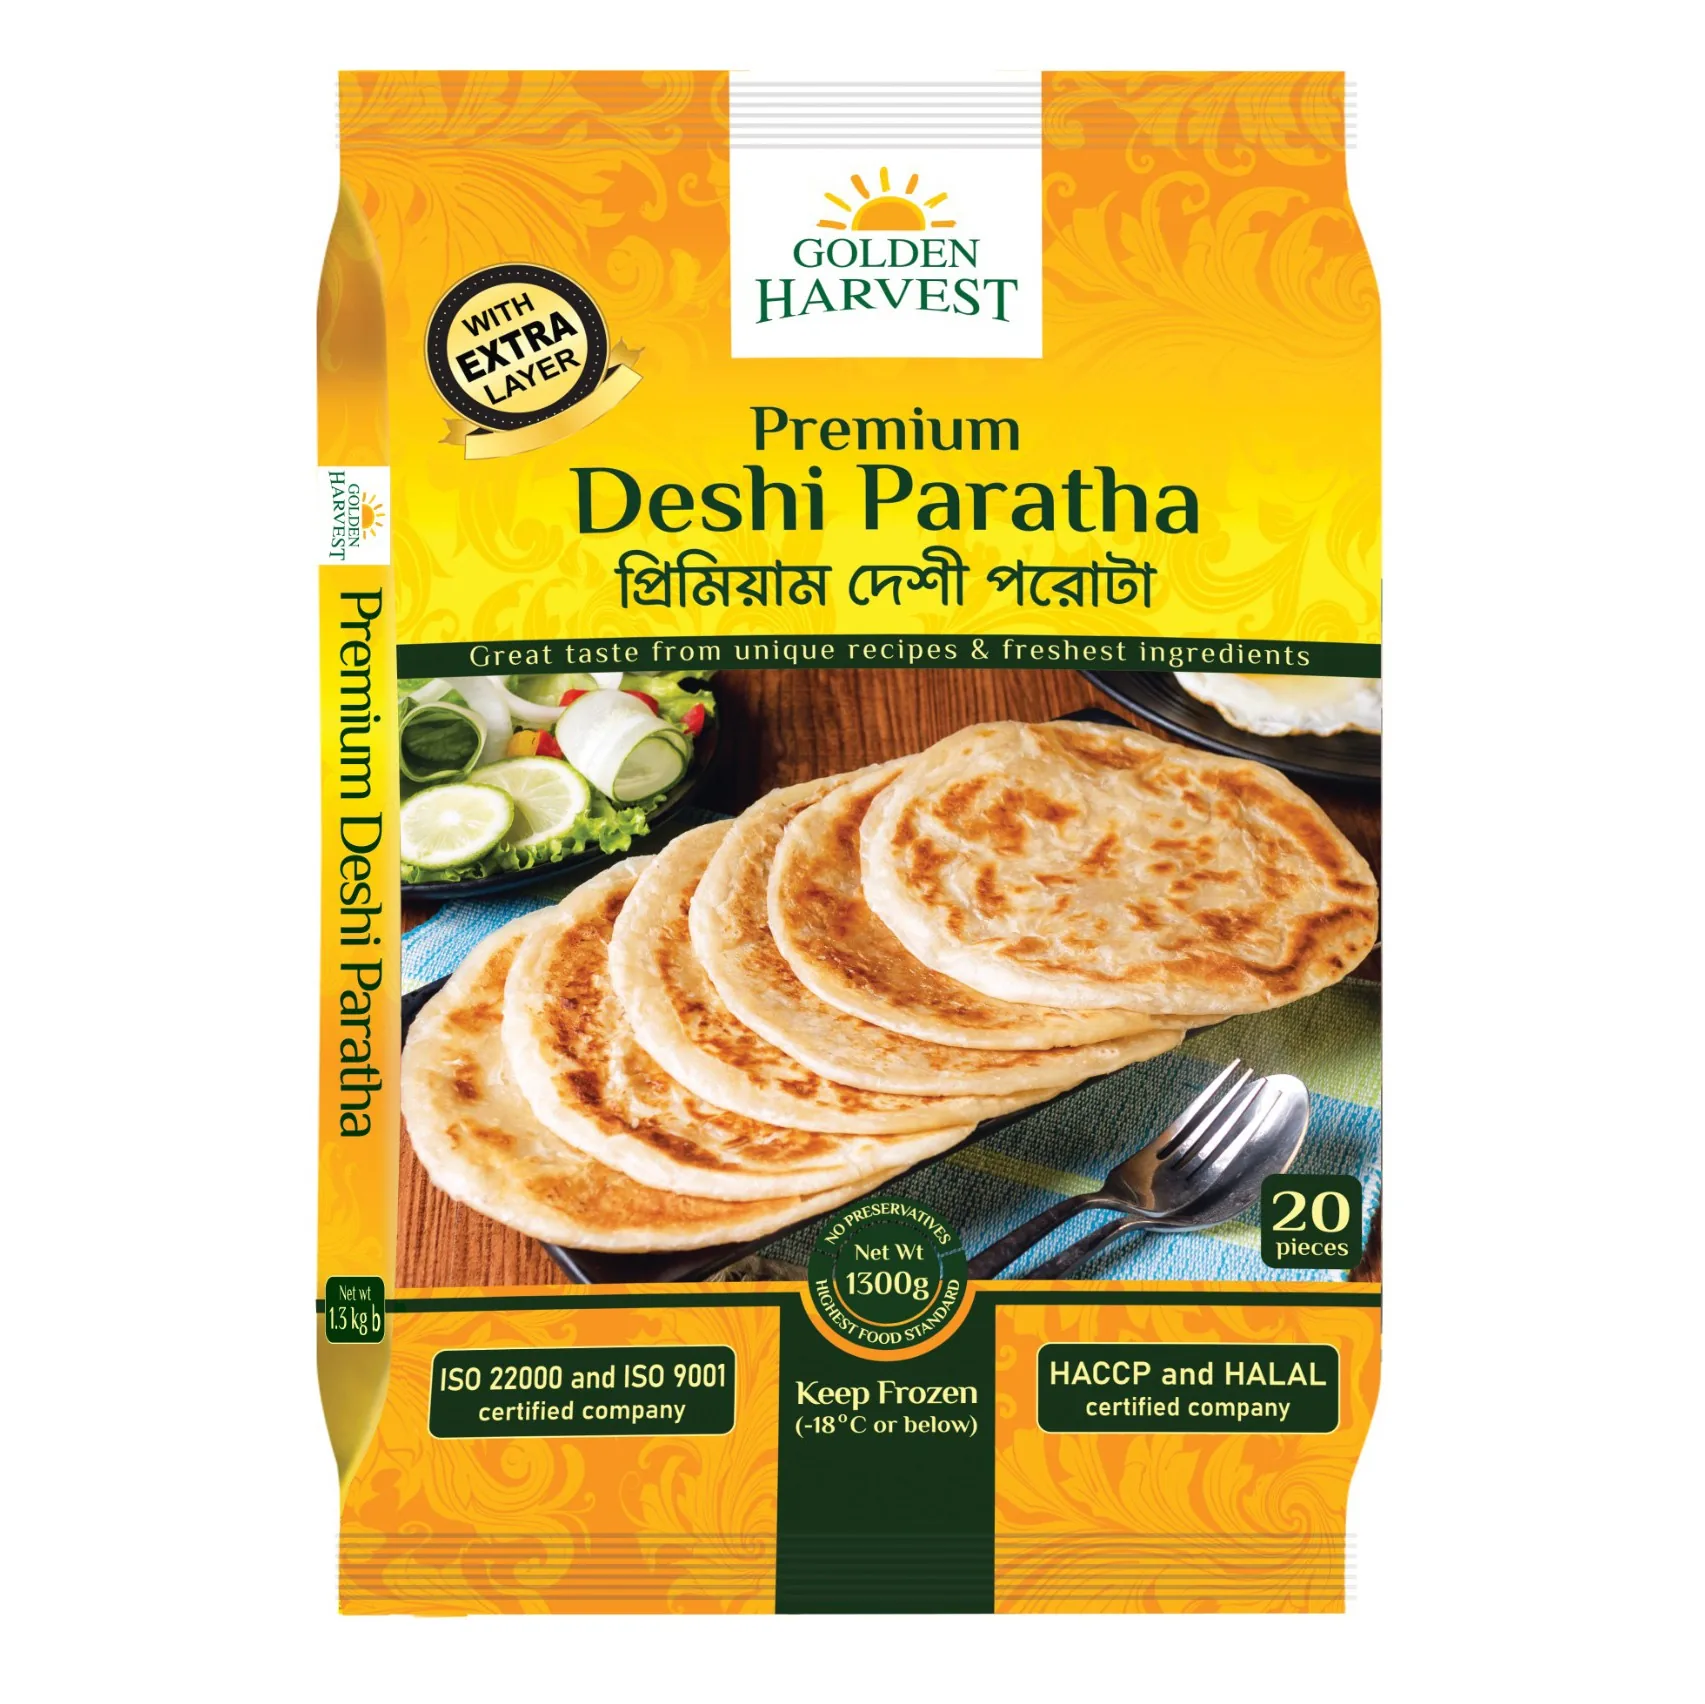 GOLDEN
HARVEST
WITH
EXTRA
LAYER
Premium
Deshi Paratha
প্রিমিয়াম দেশী পরোটা
Great taste from unique recipes & freshest ingredients
GOLDEN
HARVEST
Premium Deshi Paratha
Net wt
1.3 kg b
20
pieces
NO PRESERVATIVES
Net Wt
1300g
HIGHEST FOOD STANDARD
ISO 22000 and ISO 9001
certified company
Keep Frozen
(-18°C or below)
HACCP and HALAL
certified company